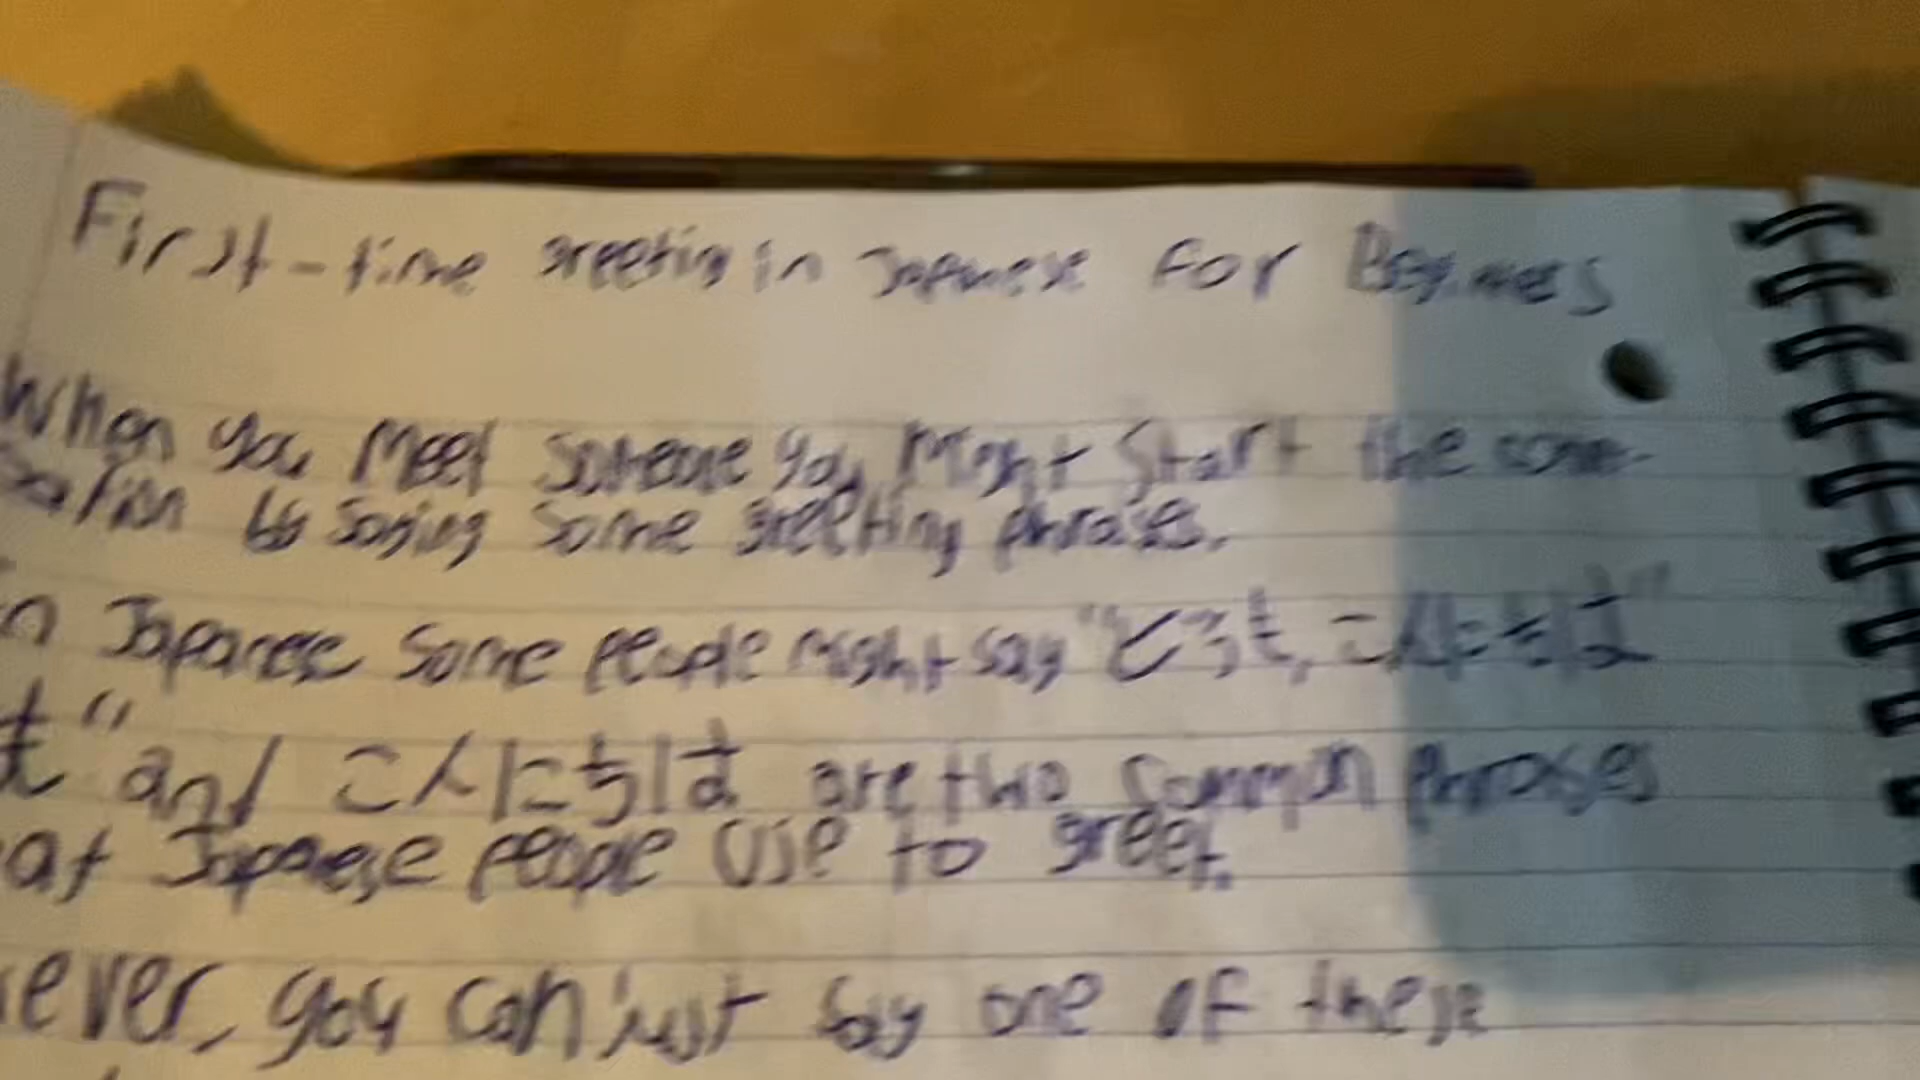 First-time greeting in Japanese for Beginners
When you Meet Someone you Might Start the conv-
sation by Saying Some greeting phrases.
in Japanese Some people might say "どうも, こんにちは"
も" and こんにちは are two common phrases
at Japanese people use to greet.
ever, you can just say one of these